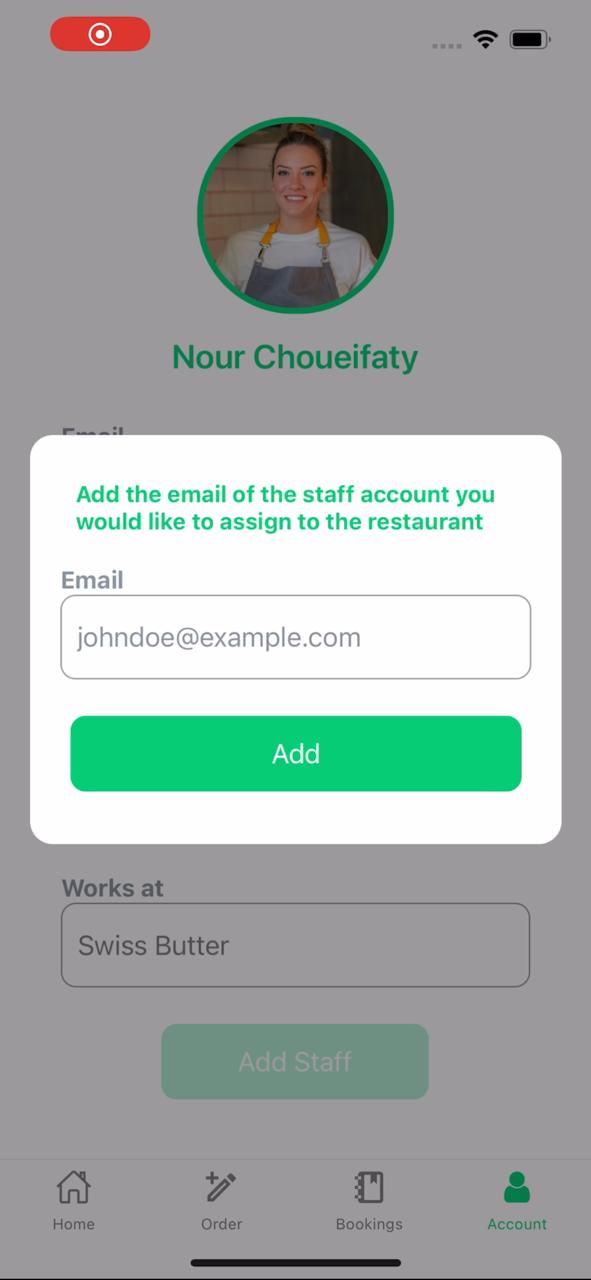 Nour Choueifaty
Email
Add the email of the staff account you
would like to assign to the restaurant
Email
johndoe@example.com
Add
Works at
Swiss Butter
Add Staff
Home
Order
Bookings
Account